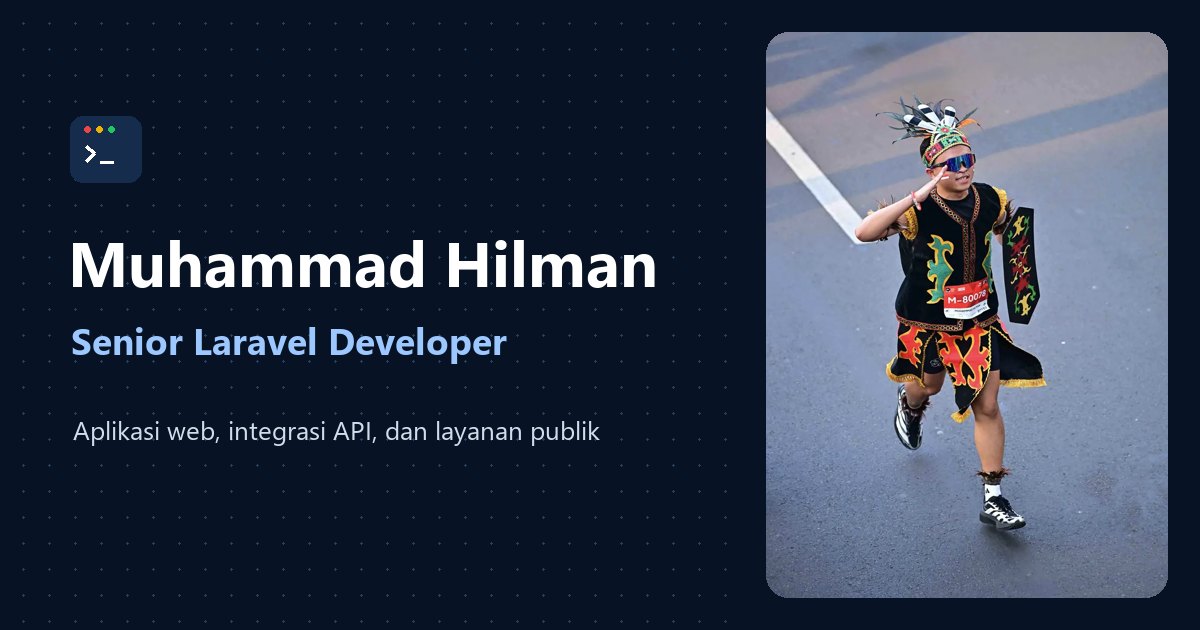 >_
Muhammad Hilman
Senior Laravel Developer
Aplikasi web, integrasi API, dan layanan publik
M-80078